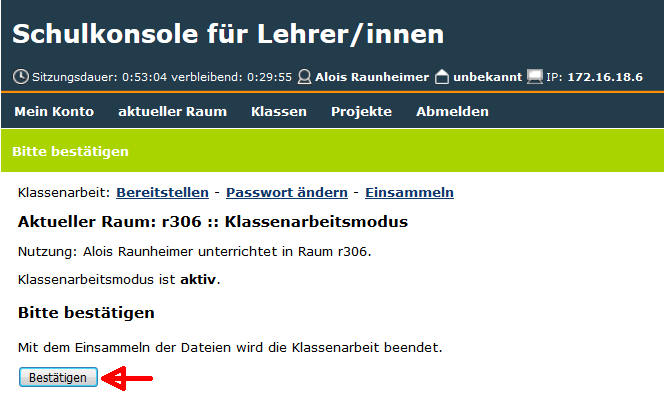 Schulkonsole für Lehrer/innen
Sitzungsdauer: 0:53:04 verbleibend: 0:29:55 Alois Raunheimer unbekannt IP: 172.16.18.6
Mein Konto aktueller Raum Klassen Projekte Abmelden
Bitte bestätigen
Klassenarbeit: Bereitstellen - Passwort ändern - Einsammeln
Aktueller Raum: r306 :: Klassenarbeitsmodus
Nutzung: Alois Raunheimer unterrichtet in Raum r306.
Klassenarbeitsmodus ist aktiv.
Bitte bestätigen
Mit dem Einsammeln der Dateien wird die Klassenarbeit beendet.
Bestätigen